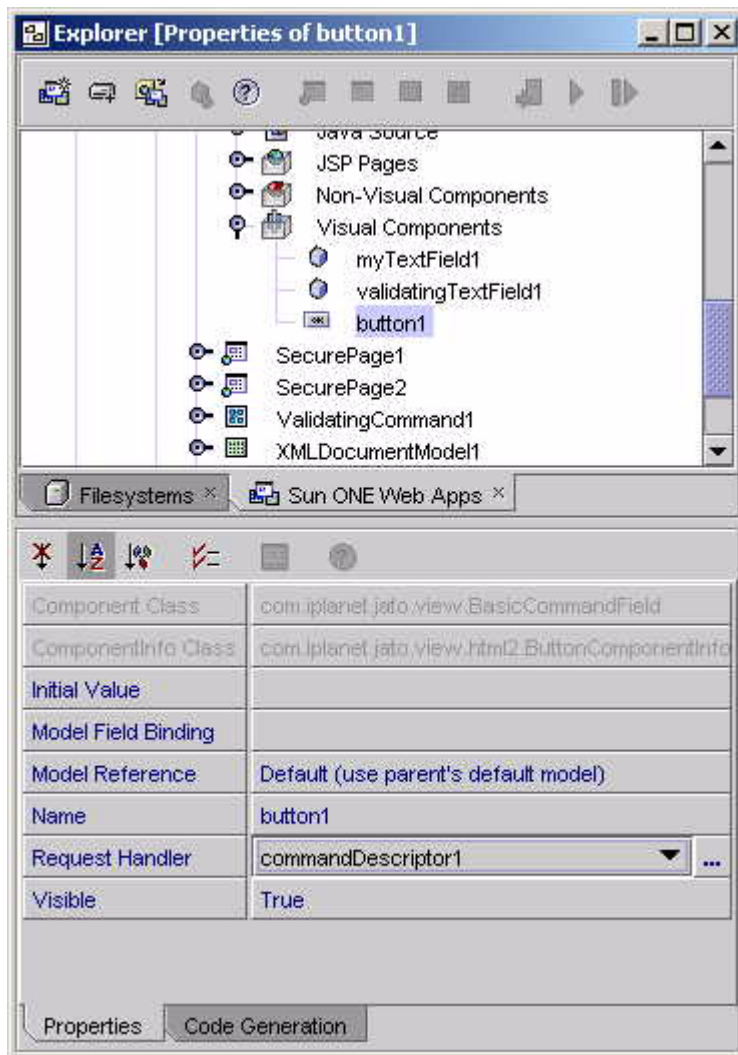 Explorer [Properties of button1]
Java Source
JSP Pages
Non-Visual Components
Visual Components
myTextField1
validatingTextField1
OK
button1
SecurePage1
SecurePage2
ValidatingCommand1
XMLDocumentModel1
Filesystems
Sun ONE Web Apps
Component Class com.iplanet.jato.view.BasicCommandField
ComponentInfo Class com.iplanet.jato.view.html2.ButtonComponentInfo
Initial Value
Model Field Binding
Model Reference Default (use parent's default model)
Name button1
Request Handler commandDescriptor1 ...
Visible True
Properties Code Generation